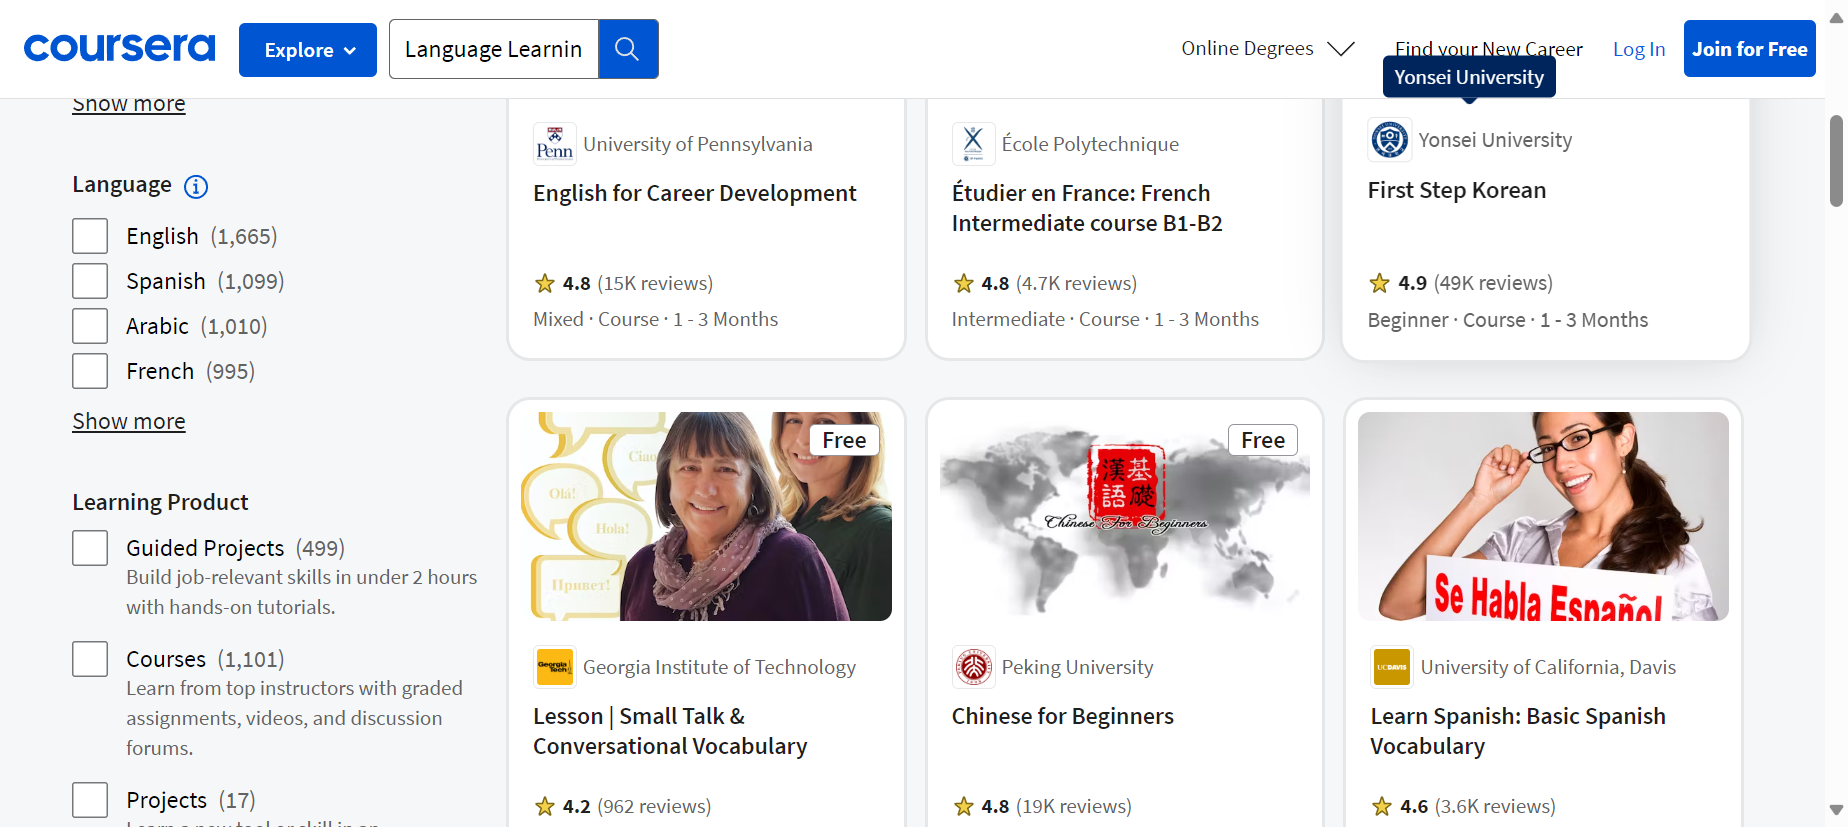 coursera
Explore
Language Learnin
Online Degrees
Find your New Career
Log In
Join for Free
Yonsei University
Show more
Language
English (1,665)
Spanish (1,099)
Arabic (1,010)
French (995)
Show more
Learning Product
Guided Projects (499)
Build job-relevant skills in under 2 hours
with hands-on tutorials.
Courses (1,101)
Learn from top instructors with graded
assignments, videos, and discussion
forums.
Projects (17)
Penn
University of Pennsylvania
English for Career Development
4.8 (15K reviews)
Mixed · Course · 1 - 3 Months
École Polytechnique
Étudier en France: French
Intermediate course B1-B2
4.8 (4.7K reviews)
Intermediate · Course · 1 - 3 Months
Yonsei University
First Step Korean
4.9 (49K reviews)
Beginner · Course · 1 - 3 Months
Free
Ciao
Olá!
Hola!
Привет!
Georgia Tech
Georgia Institute of Technology
Lesson | Small Talk &
Conversational Vocabulary
4.2 (962 reviews)
Free
漢基
語礎
Chinese For Beginners
Peking University
Chinese for Beginners
4.8 (19K reviews)
Se Habla Español
UCDAVIS
University of California, Davis
Learn Spanish: Basic Spanish
Vocabulary
4.6 (3.6K reviews)